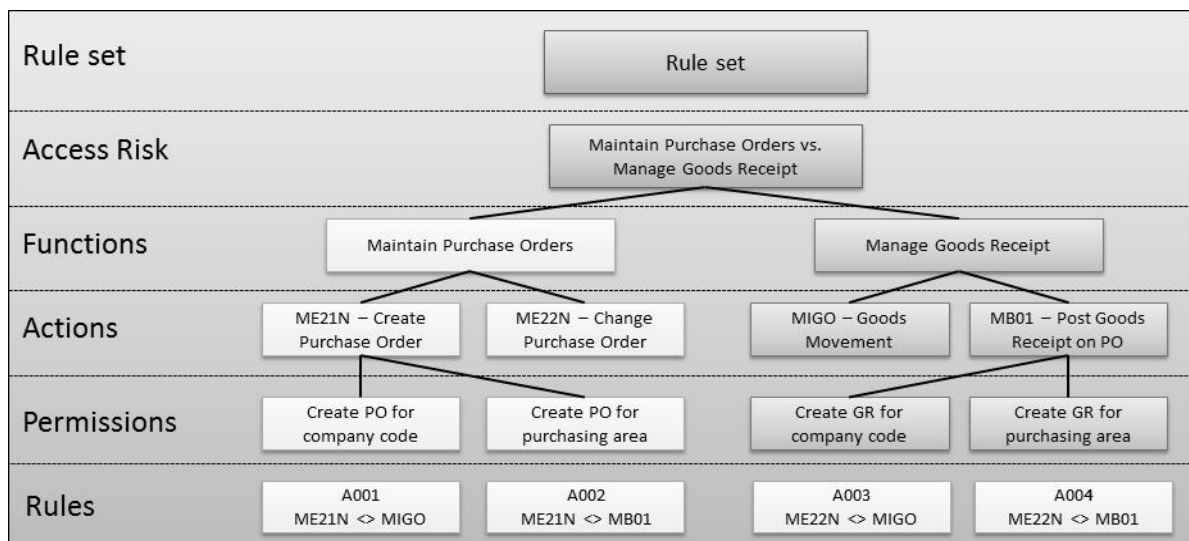 Rule set
Rule set
Access Risk
Maintain Purchase Orders vs.
Manage Goods Receipt
Functions
Maintain Purchase Orders
Manage Goods Receipt
Actions
ME21N – Create
Purchase Order
ME22N – Change
Purchase Order
MIGO – Goods
Movement
MB01 – Post Goods
Receipt on PO
Permissions
Create PO for
company code
Create PO for
purchasing area
Create GR for
company code
Create GR for
purchasing area
Rules
A001
ME21N <> MIGO
A002
ME21N <> MB01
A003
ME22N <> MIGO
A004
ME22N <> MB01